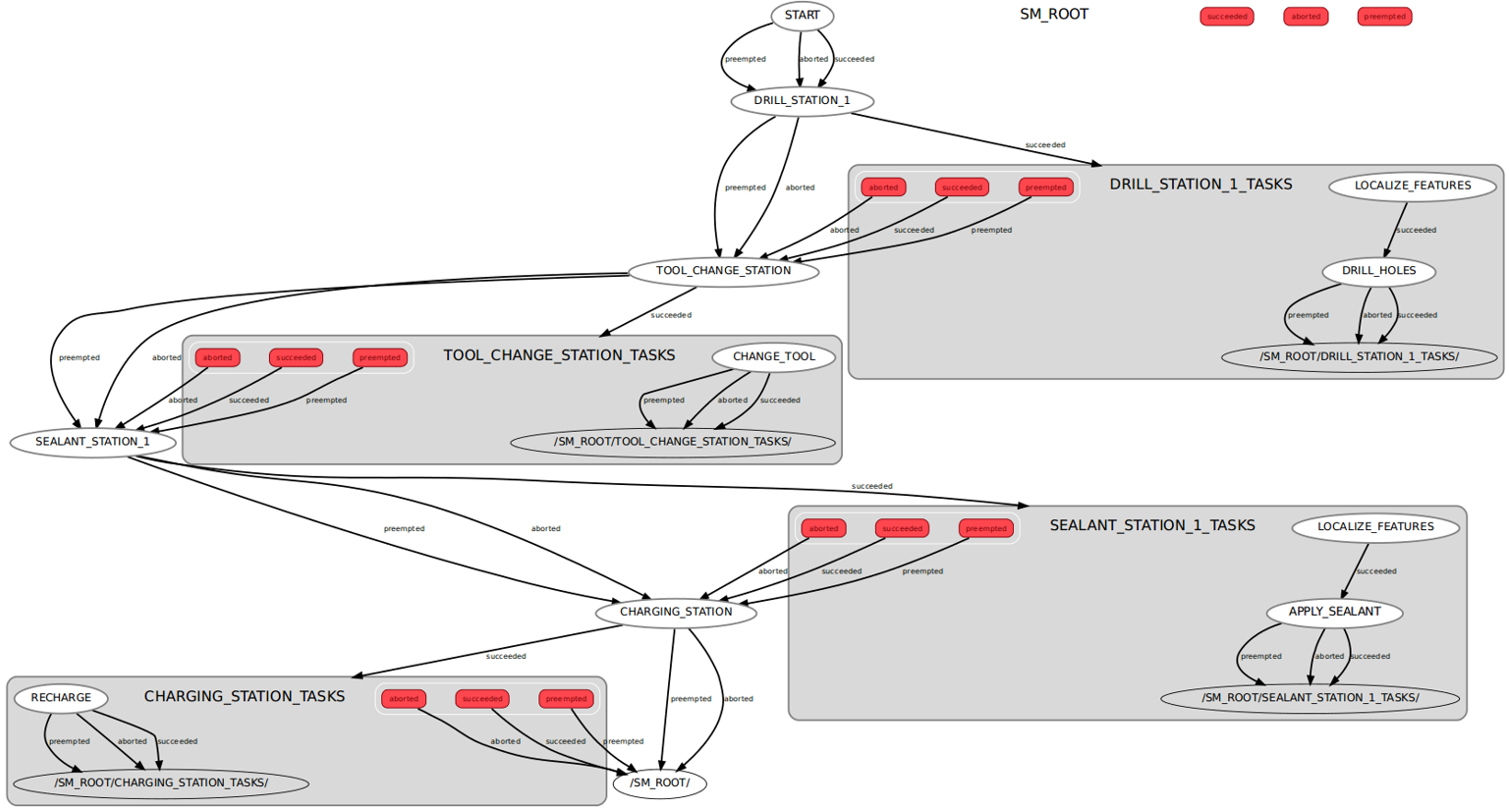 START
SM_ROOT
succeeded
aborted
preempted
preempted
aborted
succeeded
DRILL_STATION_1
succeeded
preempted
aborted
aborted
succeeded
preempted
DRILL_STATION_1_TASKS
LOCALIZE_FEATURES
aborted
succeeded
preempted
succeeded
TOOL_CHANGE_STATION
DRILL_HOLES
preempted
aborted
succeeded
/SM_ROOT/DRILL_STATION_1_TASKS/
succeeded
preempted
aborted
aborted
succeeded
preempted
TOOL_CHANGE_STATION_TASKS
CHANGE_TOOL
aborted
succeeded
preempted
preempted
aborted
succeeded
SEALANT_STATION_1
/SM_ROOT/TOOL_CHANGE_STATION_TASKS/
succeeded
preempted
aborted
aborted
succeeded
preempted
SEALANT_STATION_1_TASKS
LOCALIZE_FEATURES
aborted
succeeded
preempted
succeeded
CHARGING_STATION
APPLY_SEALANT
succeeded
preempted
aborted
succeeded
RECHARGE
CHARGING_STATION_TASKS
aborted
succeeded
preempted
preempted
aborted
/SM_ROOT/SEALANT_STATION_1_TASKS/
preempted
aborted
succeeded
aborted
succeeded
preempted
/SM_ROOT/CHARGING_STATION_TASKS/
/SM_ROOT/